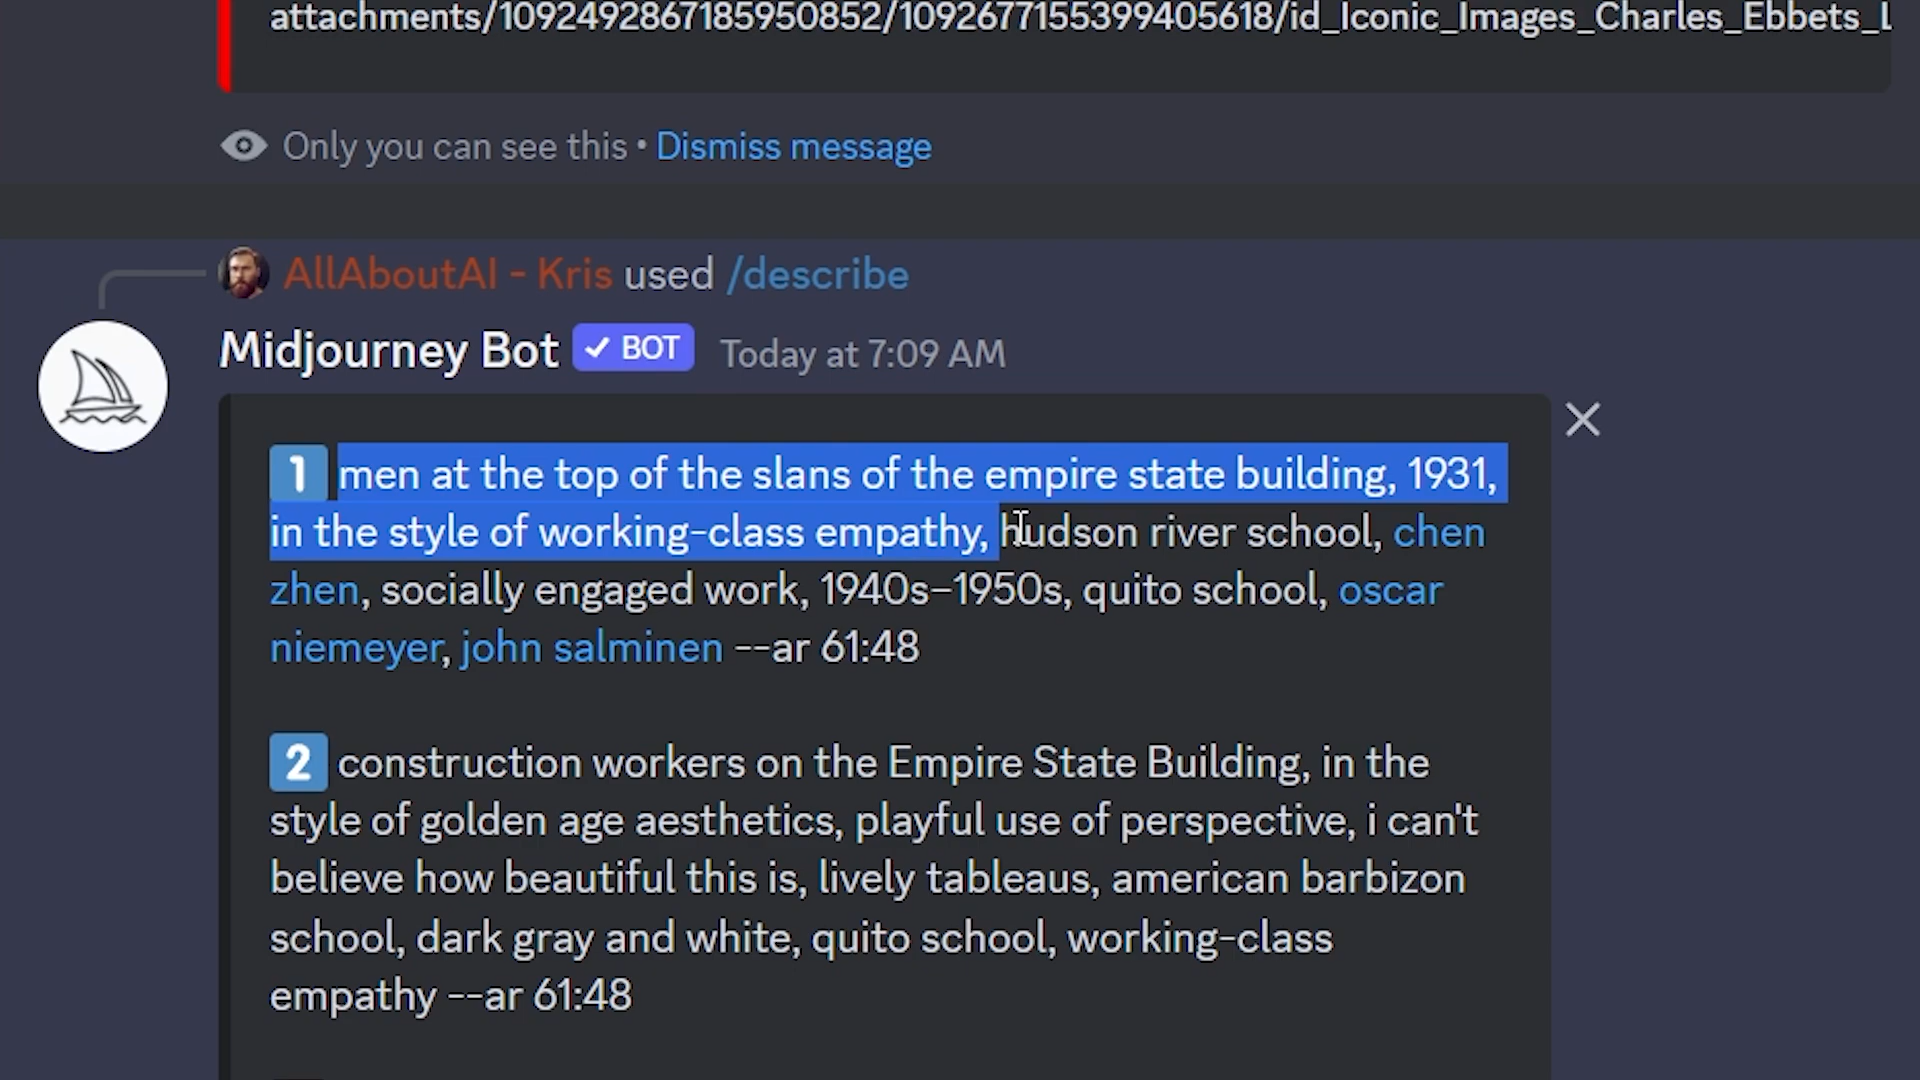 attachments/1092492867185950852/1092677155399405618/id_Iconic_Images_Charles_Ebbets_L
Only you can see this • Dismiss message
AllAboutAI - Kris used /describe
Midjourney Bot ✓ BOT Today at 7:09 AM
1 men at the top of the slans of the empire state building, 1931,
in the style of working-class empathy, hudson river school, chen
zhen, socially engaged work, 1940s–1950s, quito school, oscar
niemeyer, john salminen --ar 61:48
2 construction workers on the Empire State Building, in the
style of golden age aesthetics, playful use of perspective, i can't
believe how beautiful this is, lively tableaus, american barbizon
school, dark gray and white, quito school, working-class
empathy --ar 61:48